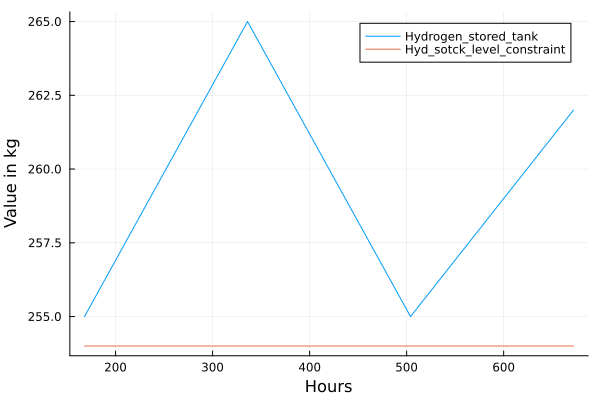 265.0
262.5
260.0
257.5
255.0
Value in kg
Hydrogen_stored_tank
Hyd_sotck_level_constraint
200
300
400
500
600
Hours